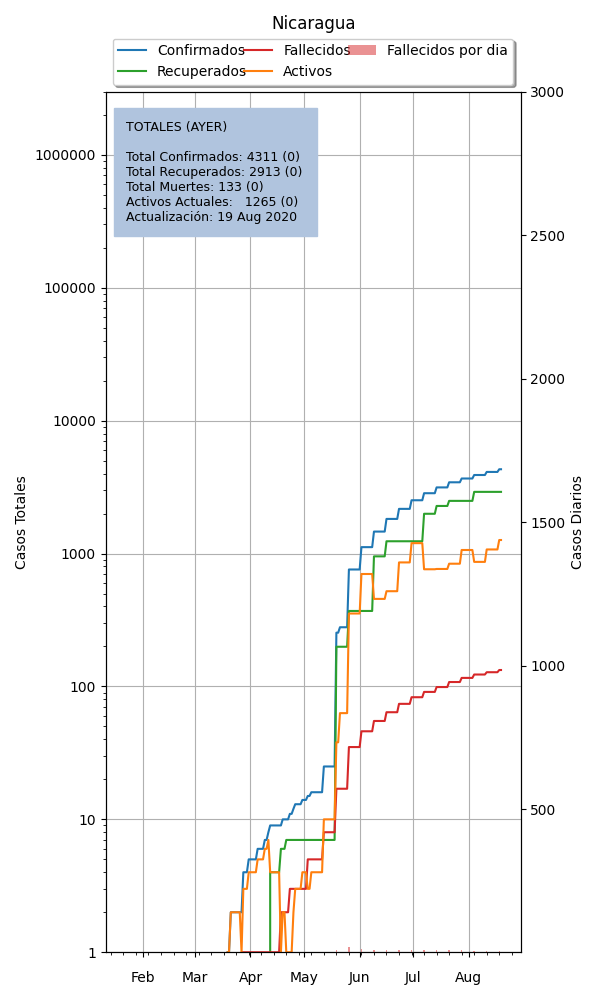 Nicaragua
Confirmados
Recuperados
Fallecidos
Activos
Fallecidos por dia
TOTALES (AYER)
Total Confirmados: 4311 (0)
Total Recuperados: 2913 (0)
Total Muertes: 133 (0)
Activos Actuales: 1265 (0)
Actualización: 19 Aug 2020
Casos Totales
1000000
100000
10000
1000
100
10
1
3000
2500
2000
1500
1000
500
Casos Diarios
Feb Mar Apr May Jun Jul Aug